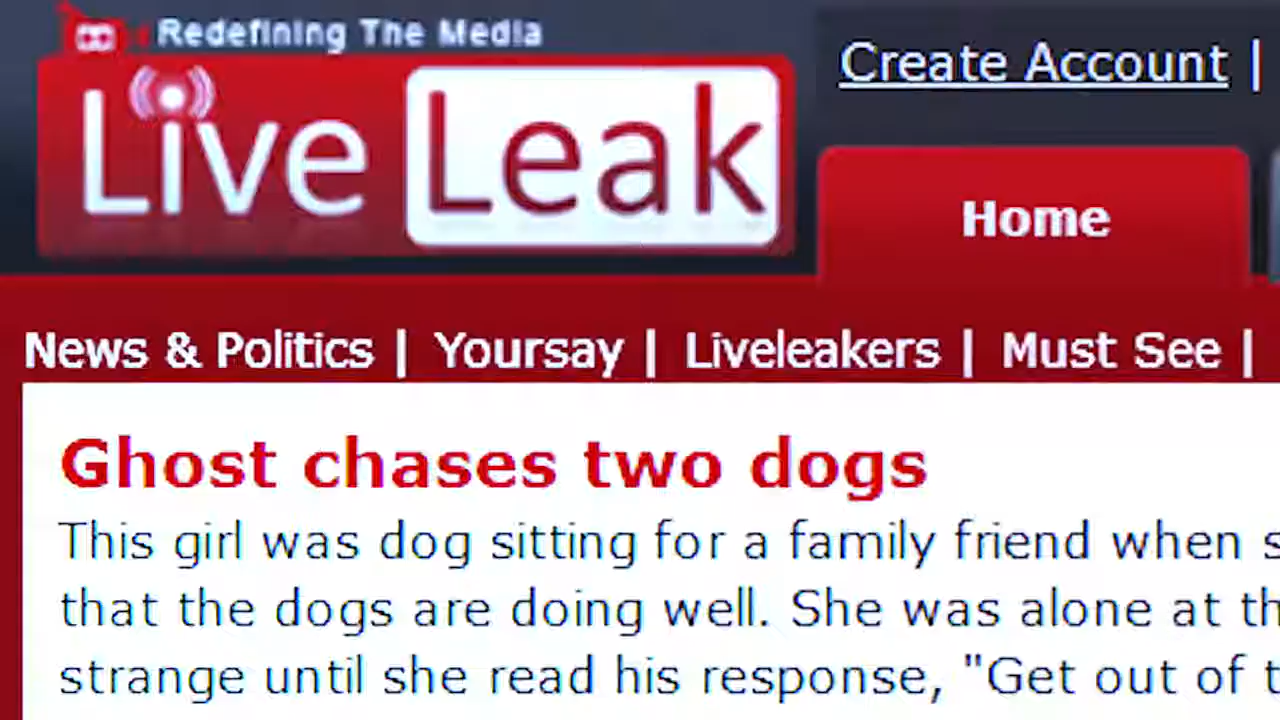 Redefining The Media
Live Leak
Create Account |
Home
News & Politics | Yoursay | Liveleakers | Must See |
Ghost chases two dogs
This girl was dog sitting for a family friend when s
that the dogs are doing well. She was alone at th
strange until she read his response, "Get out of t